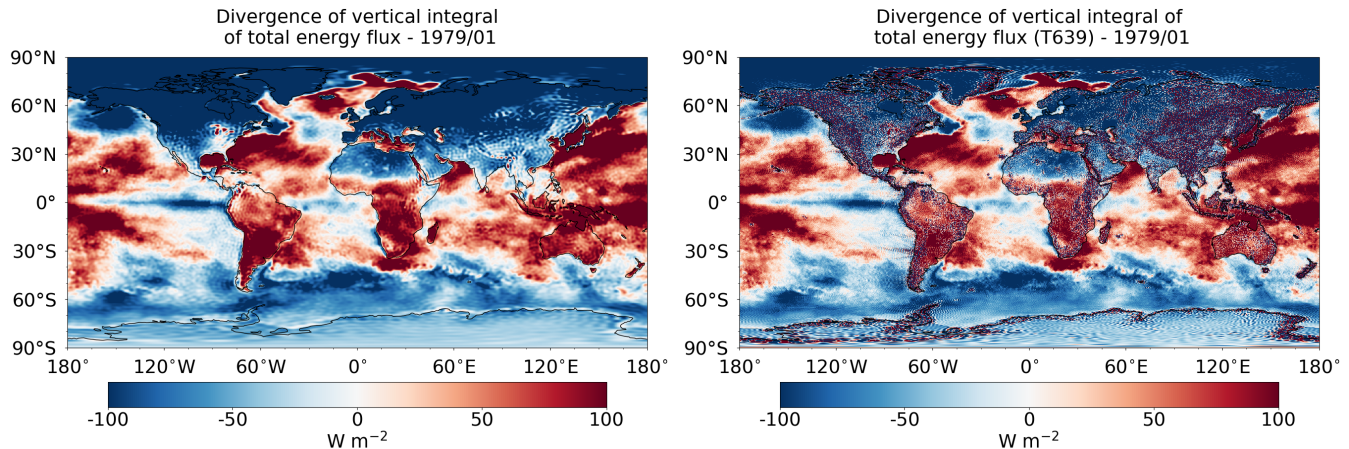 Divergence of vertical integral
of total energy flux - 1979/01
90°N
60°N
30°N
0°
30°S
60°S
90°S
180° 120°W 60°W 0° 60°E 120°E 180°
-100 -50 0 50 100
W m⁻²
Divergence of vertical integral of
total energy flux (T639) - 1979/01
90°N
60°N
30°N
0°
30°S
60°S
90°S
180° 120°W 60°W 0° 60°E 120°E 180°
-100 -50 0 50 100
W m⁻²